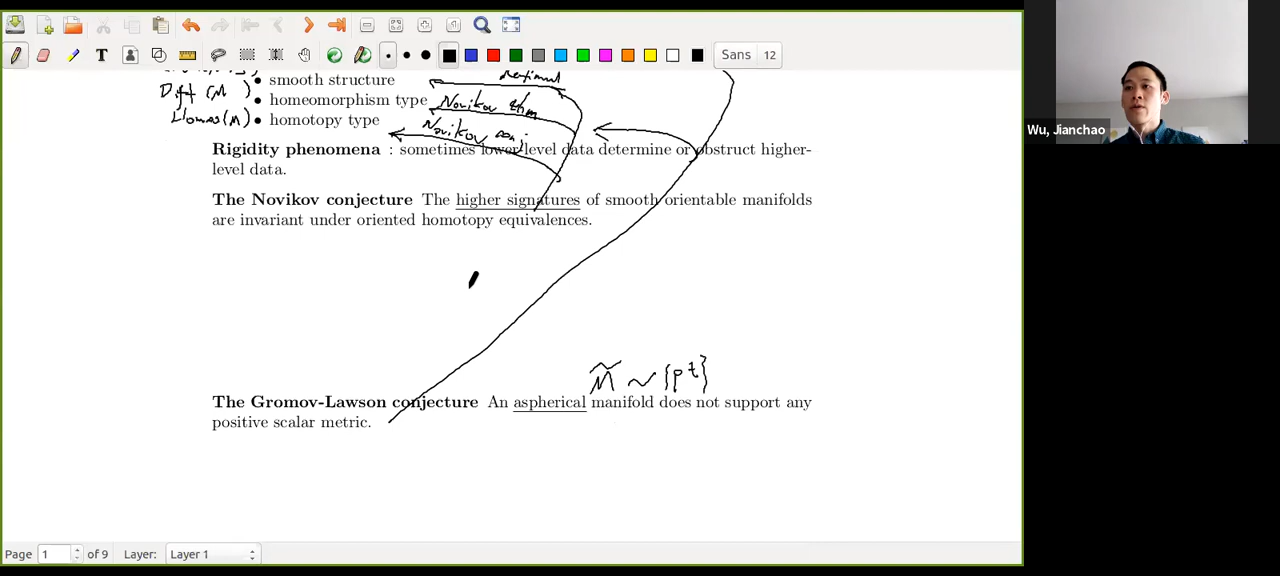 T Sans 12
Diff (M)
• smooth structure
• homeomorphism type Novikov thm
Homeo(M) • homotopy type Novikov conj
Wu, Jianchao
Rigidity phenomena : sometimes lower-level data determine or obstruct higher-
level data.
The Novikov conjecture The higher signatures of smooth orientable manifolds
are invariant under oriented homotopy equivalences.
M̃ ~ {pt}
The Gromov-Lawson conjecture An aspherical manifold does not support any
positive scalar metric.
Page 1 of 9 Layer: Layer 1